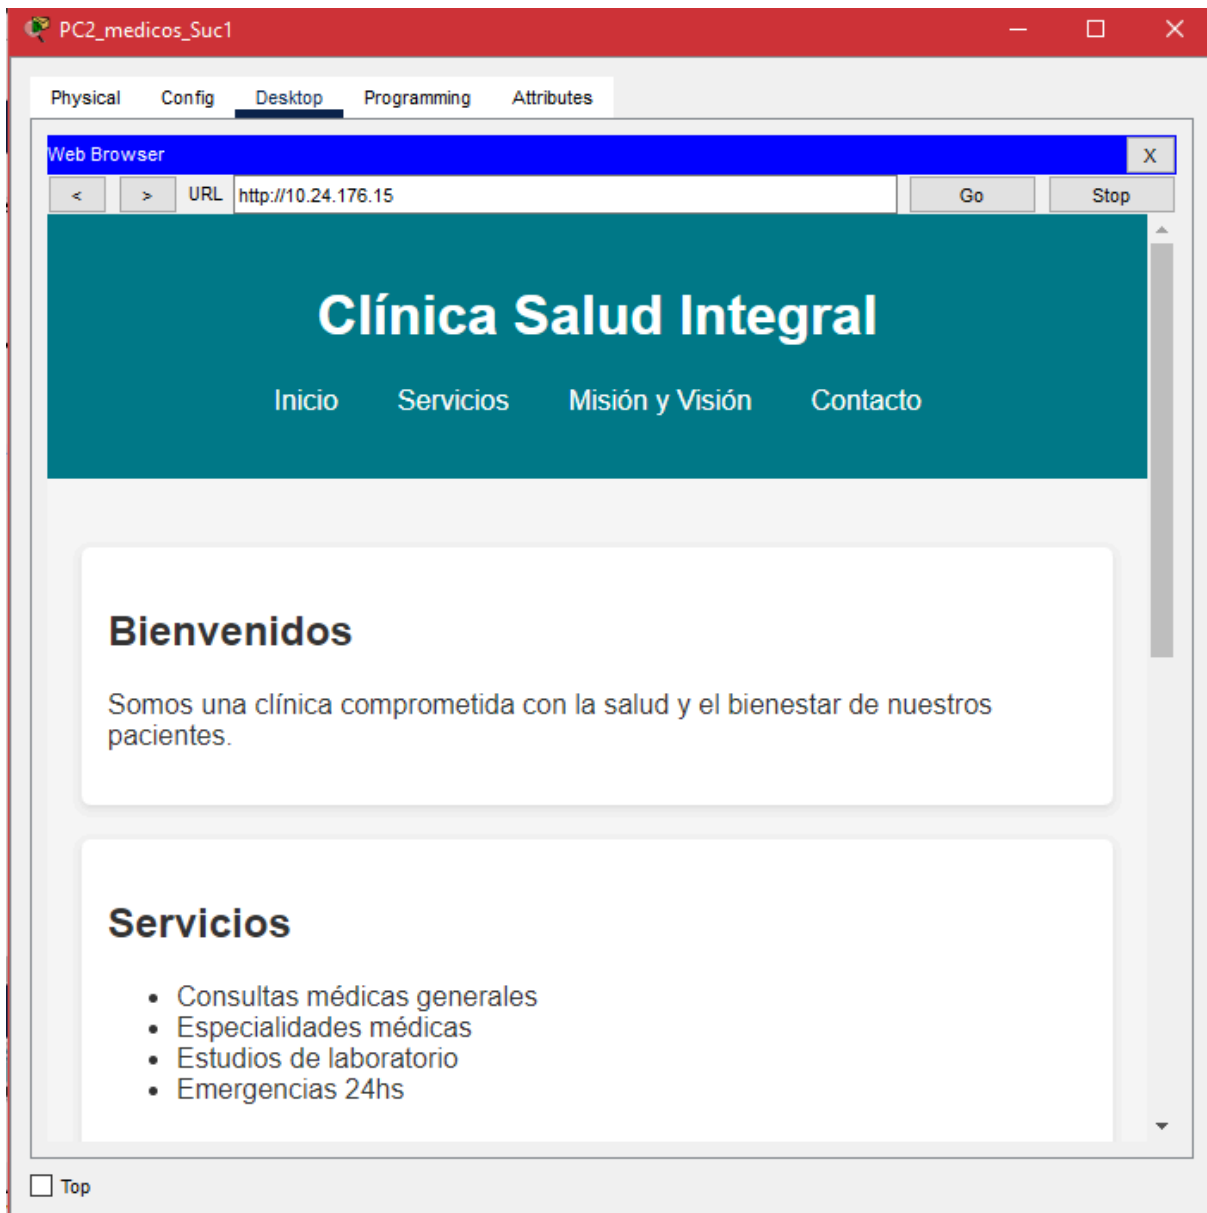 PC2_medicos_Suc1
Physical Config Desktop Programming Attributes
Web Browser X
< > URL http://10.24.176.15 Go Stop
Clínica Salud Integral
Inicio Servicios Misión y Visión Contacto
Bienvenidos
Somos una clínica comprometida con la salud y el bienestar de nuestros
pacientes.
Servicios
• Consultas médicas generales
• Especialidades médicas
• Estudios de laboratorio
• Emergencias 24hs
Top